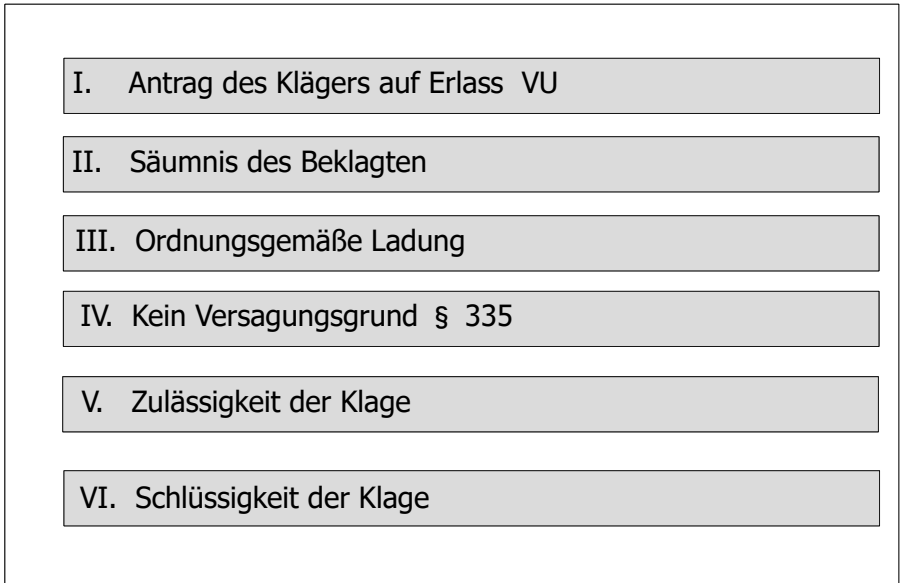 I. Antrag des Klägers auf Erlass VU
II. Säumnis des Beklagten
III. Ordnungsgemäße Ladung
IV. Kein Versagungsgrund § 335
V. Zulässigkeit der Klage
VI. Schlüssigkeit der Klage